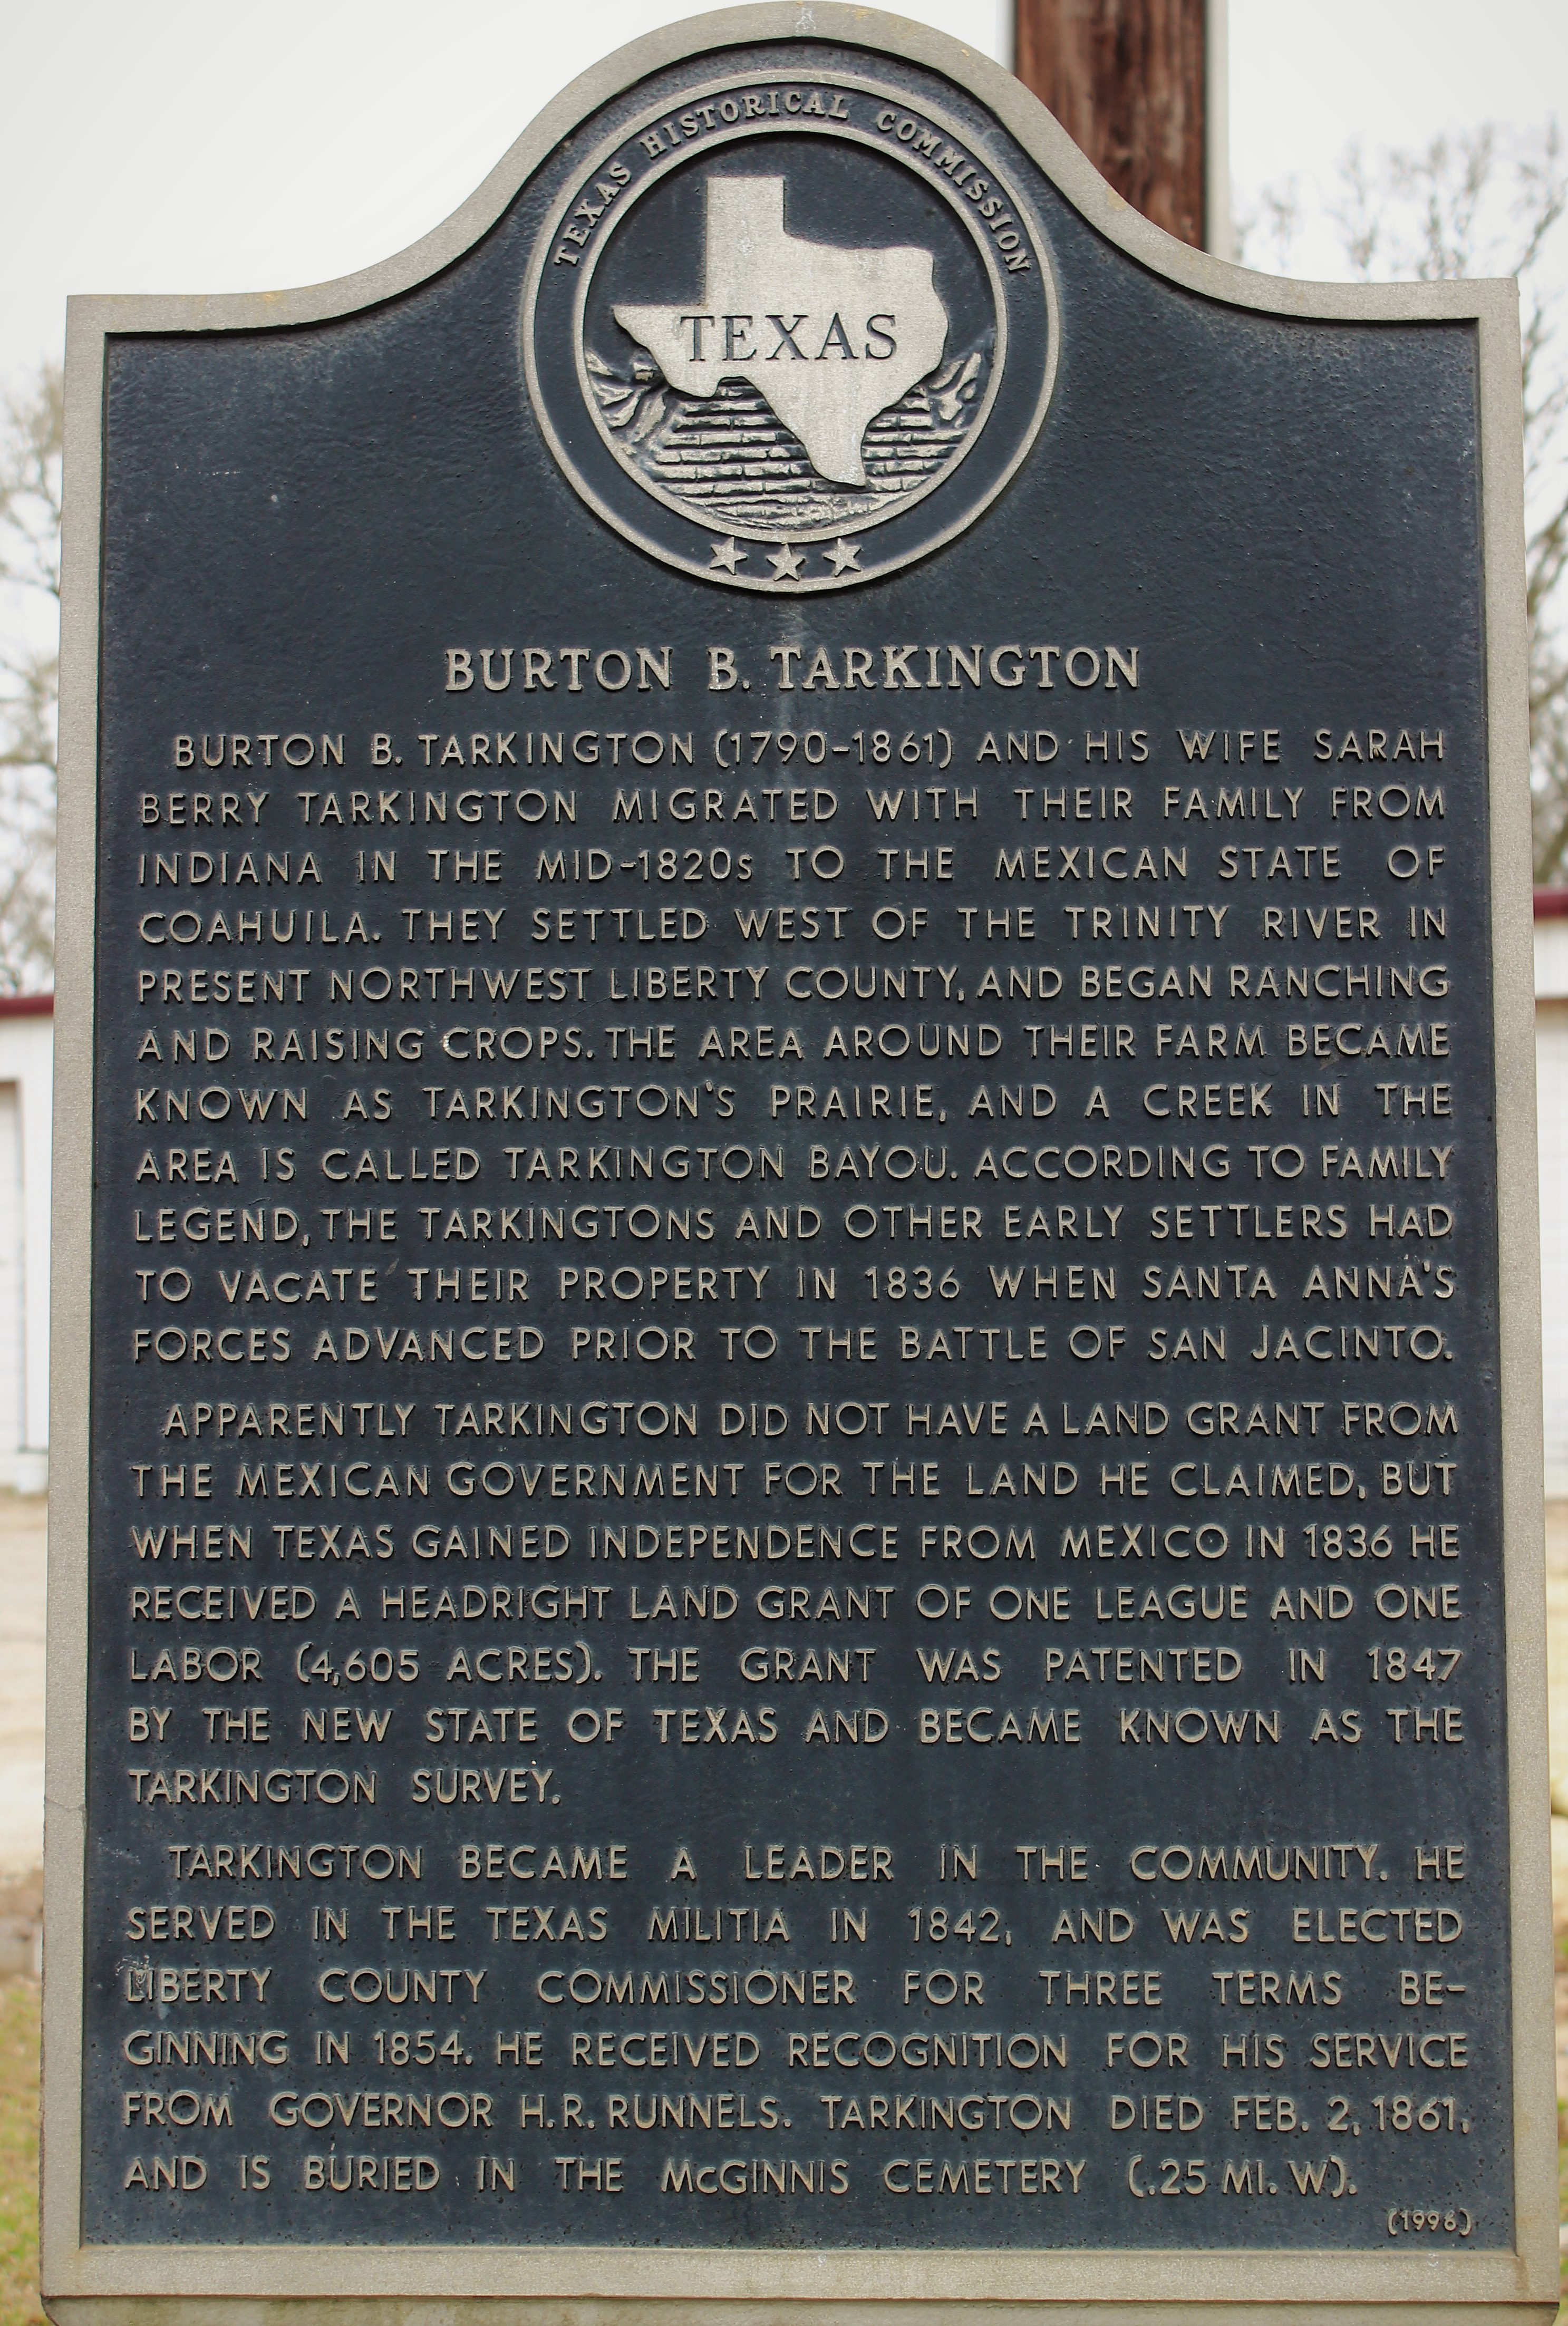 TEXAS HISTORICAL COMMISSION
TEXAS
BURTON B. TARKINGTON
BURTON B. TARKINGTON (1790-1861) AND HIS WIFE SARAH
BERRY TARKINGTON MIGRATED WITH THEIR FAMILY FROM
INDIANA IN THE MID-1820s TO THE MEXICAN STATE OF
COAHUILA. THEY SETTLED WEST OF THE TRINITY RIVER IN
PRESENT NORTHWEST LIBERTY COUNTY, AND BEGAN RANCHING
AND RAISING CROPS. THE AREA AROUND THEIR FARM BECAME
KNOWN AS TARKINGTON'S PRAIRIE, AND A CREEK IN THE
AREA IS CALLED TARKINGTON BAYOU. ACCORDING TO FAMILY
LEGEND, THE TARKINGTONS AND OTHER EARLY SETTLERS HAD
TO VACATE THEIR PROPERTY IN 1836 WHEN SANTA ANNA'S
FORCES ADVANCED PRIOR TO THE BATTLE OF SAN JACINTO.
APPARENTLY TARKINGTON DID NOT HAVE A LAND GRANT FROM
THE MEXICAN GOVERNMENT FOR THE LAND HE CLAIMED, BUT
WHEN TEXAS GAINED INDEPENDENCE FROM MEXICO IN 1836 HE
RECEIVED A HEADRIGHT LAND GRANT OF ONE LEAGUE AND ONE
LABOR (4,605 ACRES). THE GRANT WAS PATENTED IN 1847
BY THE NEW STATE OF TEXAS AND BECAME KNOWN AS THE
TARKINGTON SURVEY.
TARKINGTON BECAME A LEADER IN THE COMMUNITY. HE
SERVED IN THE TEXAS MILITIA IN 1842, AND WAS ELECTED
LIBERTY COUNTY COMMISSIONER FOR THREE TERMS BE-
GINNING IN 1854. HE RECEIVED RECOGNITION FOR HIS SERVICE
FROM GOVERNOR H.R. RUNNELS. TARKINGTON DIED FEB. 2, 1861,
AND IS BURIED IN THE McGINNIS CEMETERY (.25 MI. W).
(1996)